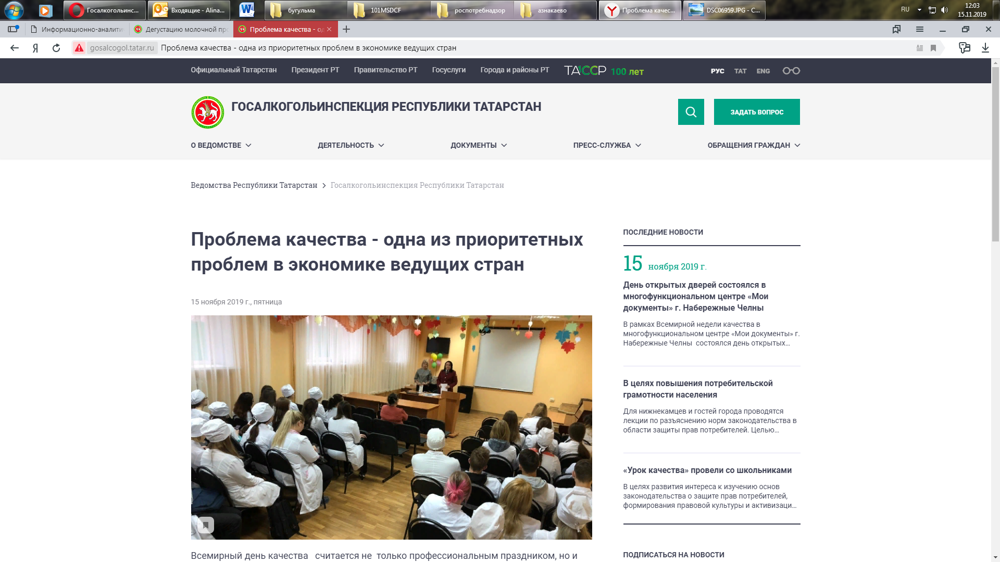 Госалкогольинс...
Входящие - Alina...
бугульма
101MSDCF
роспотребнадзор
азнакаево
Проблема качес...
DSC06959.JPG - С...
RU
12:03
15.11.2019
Информационно-аналити
Дегустацию молочной про
Проблема качества - од
gosalcogol.tatar.ru
Проблема качества - одна из приоритетных проблем в экономике ведущих стран
Официальный Татарстан
Президент РТ
Правительство РТ
Госуслуги
Города и районы РТ
ТАССР 100 лет
РУС
ТАТ
ENG
ГОСАЛКОГОЛЬИНСПЕКЦИЯ РЕСПУБЛИКИ ТАТАРСТАН
ЗАДАТЬ ВОПРОС
О ВЕДОМСТВЕ
ДЕЯТЕЛЬНОСТЬ
ДОКУМЕНТЫ
ПРЕСС-СЛУЖБА
ОБРАЩЕНИЯ ГРАЖДАН
Ведомства Республики Татарстан > Госалкогольинспекция Республики Татарстан
Проблема качества - одна из приоритетных
проблем в экономике ведущих стран
15 ноября 2019 г., пятница
Всемирный день качества считается не только профессиональным праздником, но и
ПОСЛЕДНИЕ НОВОСТИ
15 ноября 2019 г.
День открытых дверей состоялся в
многофункциональном центре «Мои
документы» г. Набережные Челны
В рамках Всемирной недели качества в
многофункциональном центре «Мои документы» г.
Набережные Челны состоялся день открытых...
В целях повышения потребительской
грамотности населения
Для нижнекамцев и гостей города проводятся
лекции по разъяснению норм законодательства в
области защиты прав потребителей. Целью...
«Урок качества» провели со школьниками
В целях развития интереса к изучению основ
законодательства о защите прав потребителей,
формирования правовой культуры и активизаци...
ПОДПИСАТЬСЯ НА НОВОСТИ